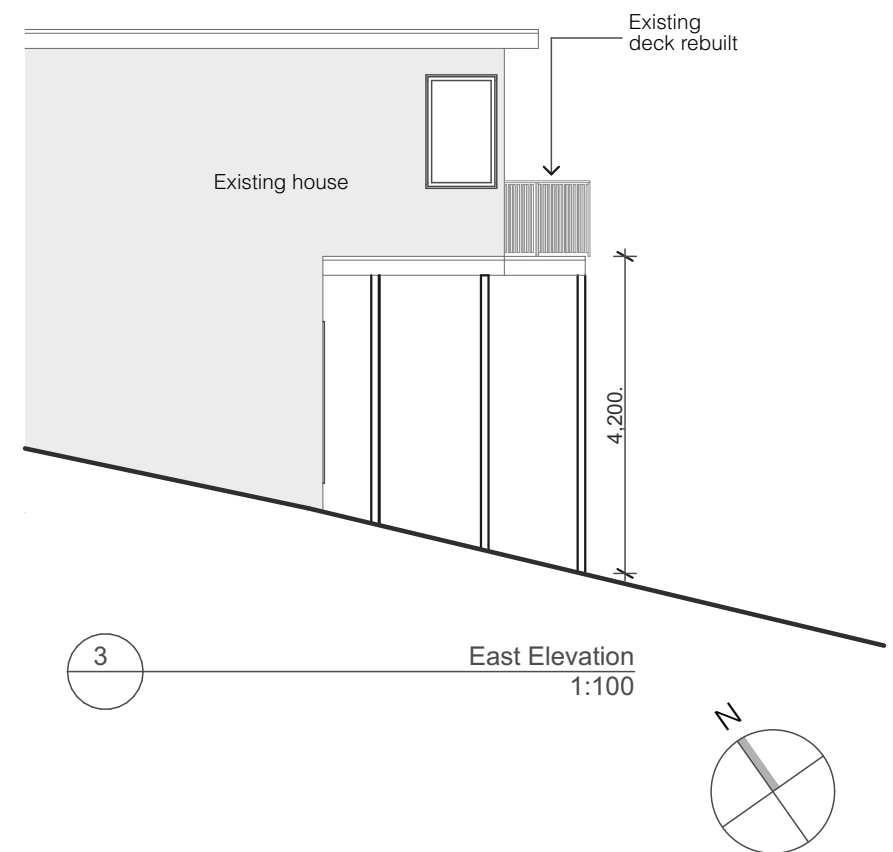 Existing
deck rebuilt
Existing house
4,200.
3
East Elevation
1:100
N